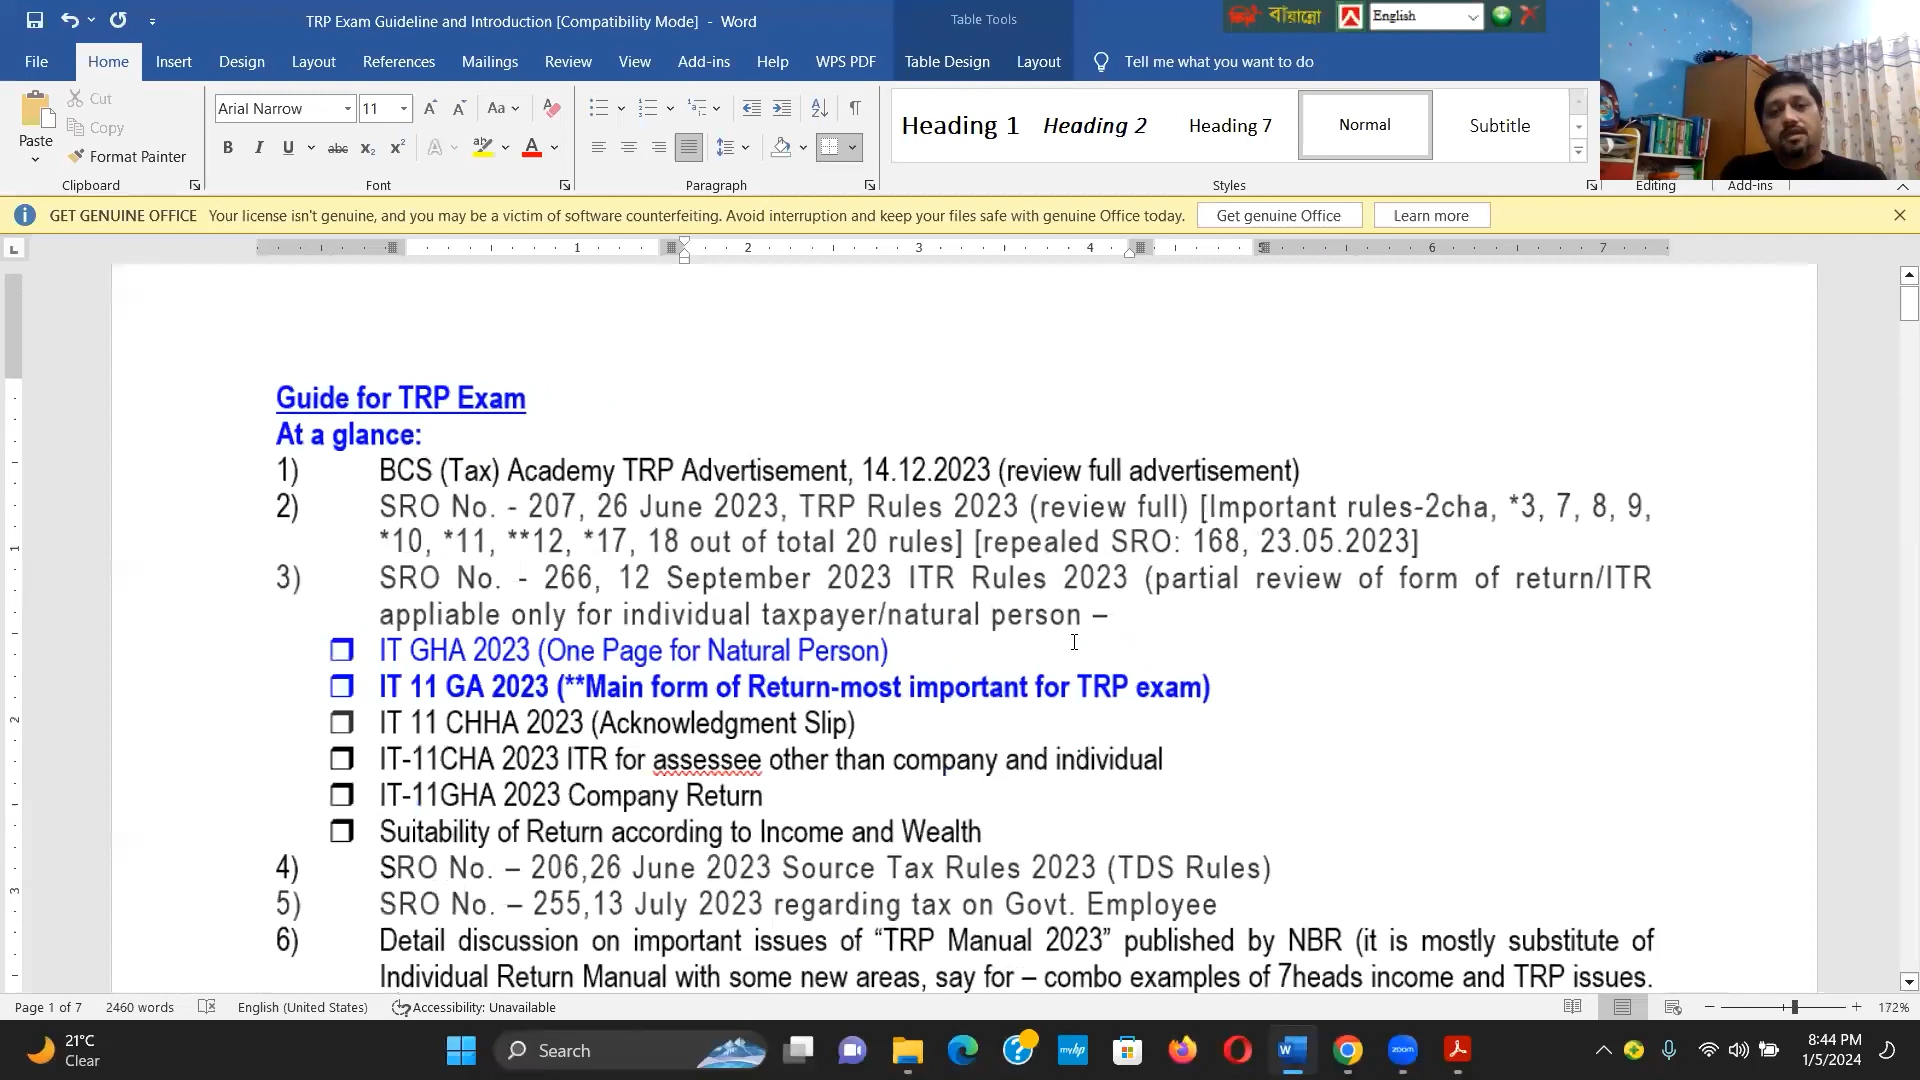 TRP Exam Guideline and Introduction [Compatibility Mode] - Word
Table Tools
বায়ান্নো
English
File Home Insert Design Layout References Mailings Review View Add-ins Help WPS PDF Table Design Layout Tell me what you want to do
Paste
Cut
Copy
Format Painter
Clipboard
Arial Narrow 11
Font
Paragraph
Heading 1 Heading 2 Heading 7 Normal Subtitle
Styles
Editing
Add-ins
GET GENUINE OFFICE Your license isn't genuine, and you may be a victim of software counterfeiting. Avoid interruption and keep your files safe with genuine Office today. Get genuine Office Learn more
1 2 3 4 5 6 7
Guide for TRP Exam
At a glance:
1) BCS (Tax) Academy TRP Advertisement, 14.12.2023 (review full advertisement)
2) SRO No. - 207, 26 June 2023, TRP Rules 2023 (review full) [Important rules-2cha, *3, 7, 8, 9,
*10, *11, **12, *17, 18 out of total 20 rules] [repealed SRO: 168, 23.05.2023]
3) SRO No. - 266, 12 September 2023 ITR Rules 2023 (partial review of form of return/ITR
appliable only for individual taxpayer/natural person –
❒ IT GHA 2023 (One Page for Natural Person)
❒ IT 11 GA 2023 (**Main form of Return-most important for TRP exam)
❒ IT 11 CHHA 2023 (Acknowledgment Slip)
❒ IT-11CHA 2023 ITR for assessee other than company and individual
❒ IT-11GHA 2023 Company Return
❒ Suitability of Return according to Income and Wealth
4) SRO No. – 206,26 June 2023 Source Tax Rules 2023 (TDS Rules)
5) SRO No. – 255,13 July 2023 regarding tax on Govt. Employee
6) Detail discussion on important issues of “TRP Manual 2023” published by NBR (it is mostly substitute of
Individual Return Manual with some new areas, say for – combo examples of 7heads income and TRP issues.
Page 1 of 7 2460 words English (United States) Accessibility: Unavailable 172%
21°C
Clear
Search
myhp
zoom
8:44 PM
1/5/2024